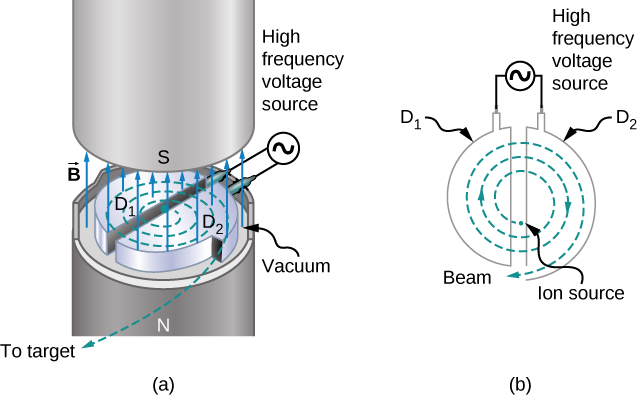 High
frequency
voltage
source
S
B
D1
D2
Vacuum
N
To target
(a)
High
frequency
voltage
source
D1
D2
Beam
Ion source
(b)